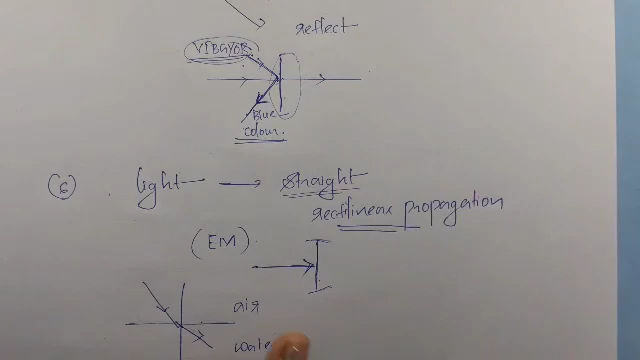 reflect
VIBGYOR
Blue
colour.
6
light → straight
rectilinear propagation
(EM)
air
wate